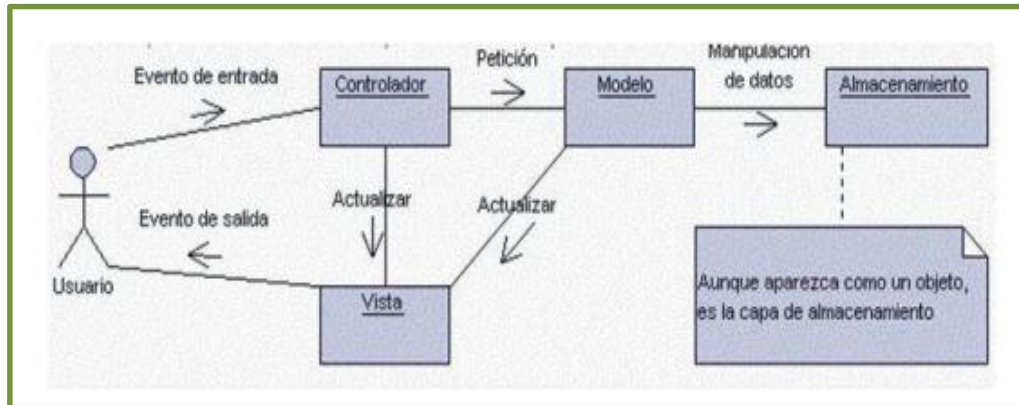 Evento de entrada
Controlador
Petición
Modelo
Manipulacion
de datos
Almacenamiento
Actualizar
Actualizar
Evento de salida
Usuario
Vista
Aunque aparezca como un objeto,
es la capa de almacenamiento